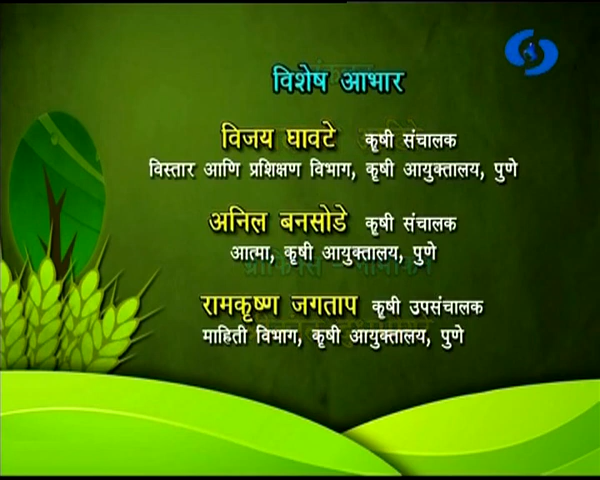 विशेष आभार
विजय घावटे कृषी संचालक
विस्तार आणि प्रशिक्षण विभाग, कृषी आयुक्तालय, पुणे
अनिल बनसोडे कृषी संचालक
आत्मा, कृषी आयुक्तालय, पुणे
रामकृष्ण जगताप कृषी उपसंचालक
माहिती विभाग, कृषी आयुक्तालय, पुणे